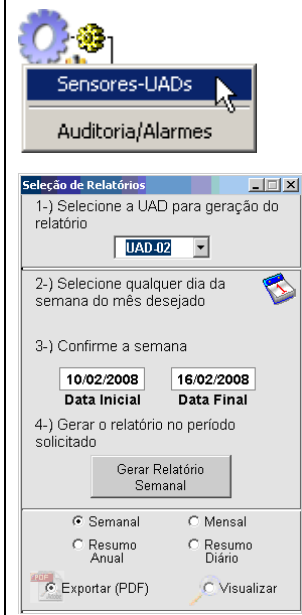 Sensores-UADs
Auditoria/Alarmes
Seleção de Relatórios
1-) Selecione a UAD para geração do
relatório
UAD-02
2-) Selecione qualquer dia da
semana do mês desejado
3-) Confirme a semana
10/02/2008 16/02/2008
Data Inicial Data Final
4-) Gerar o relatório no período
solicitado
Gerar Relatório
Semanal
Semanal Mensal
Resumo Resumo
Anual Diário
PDF
Exportar (PDF) Visualizar